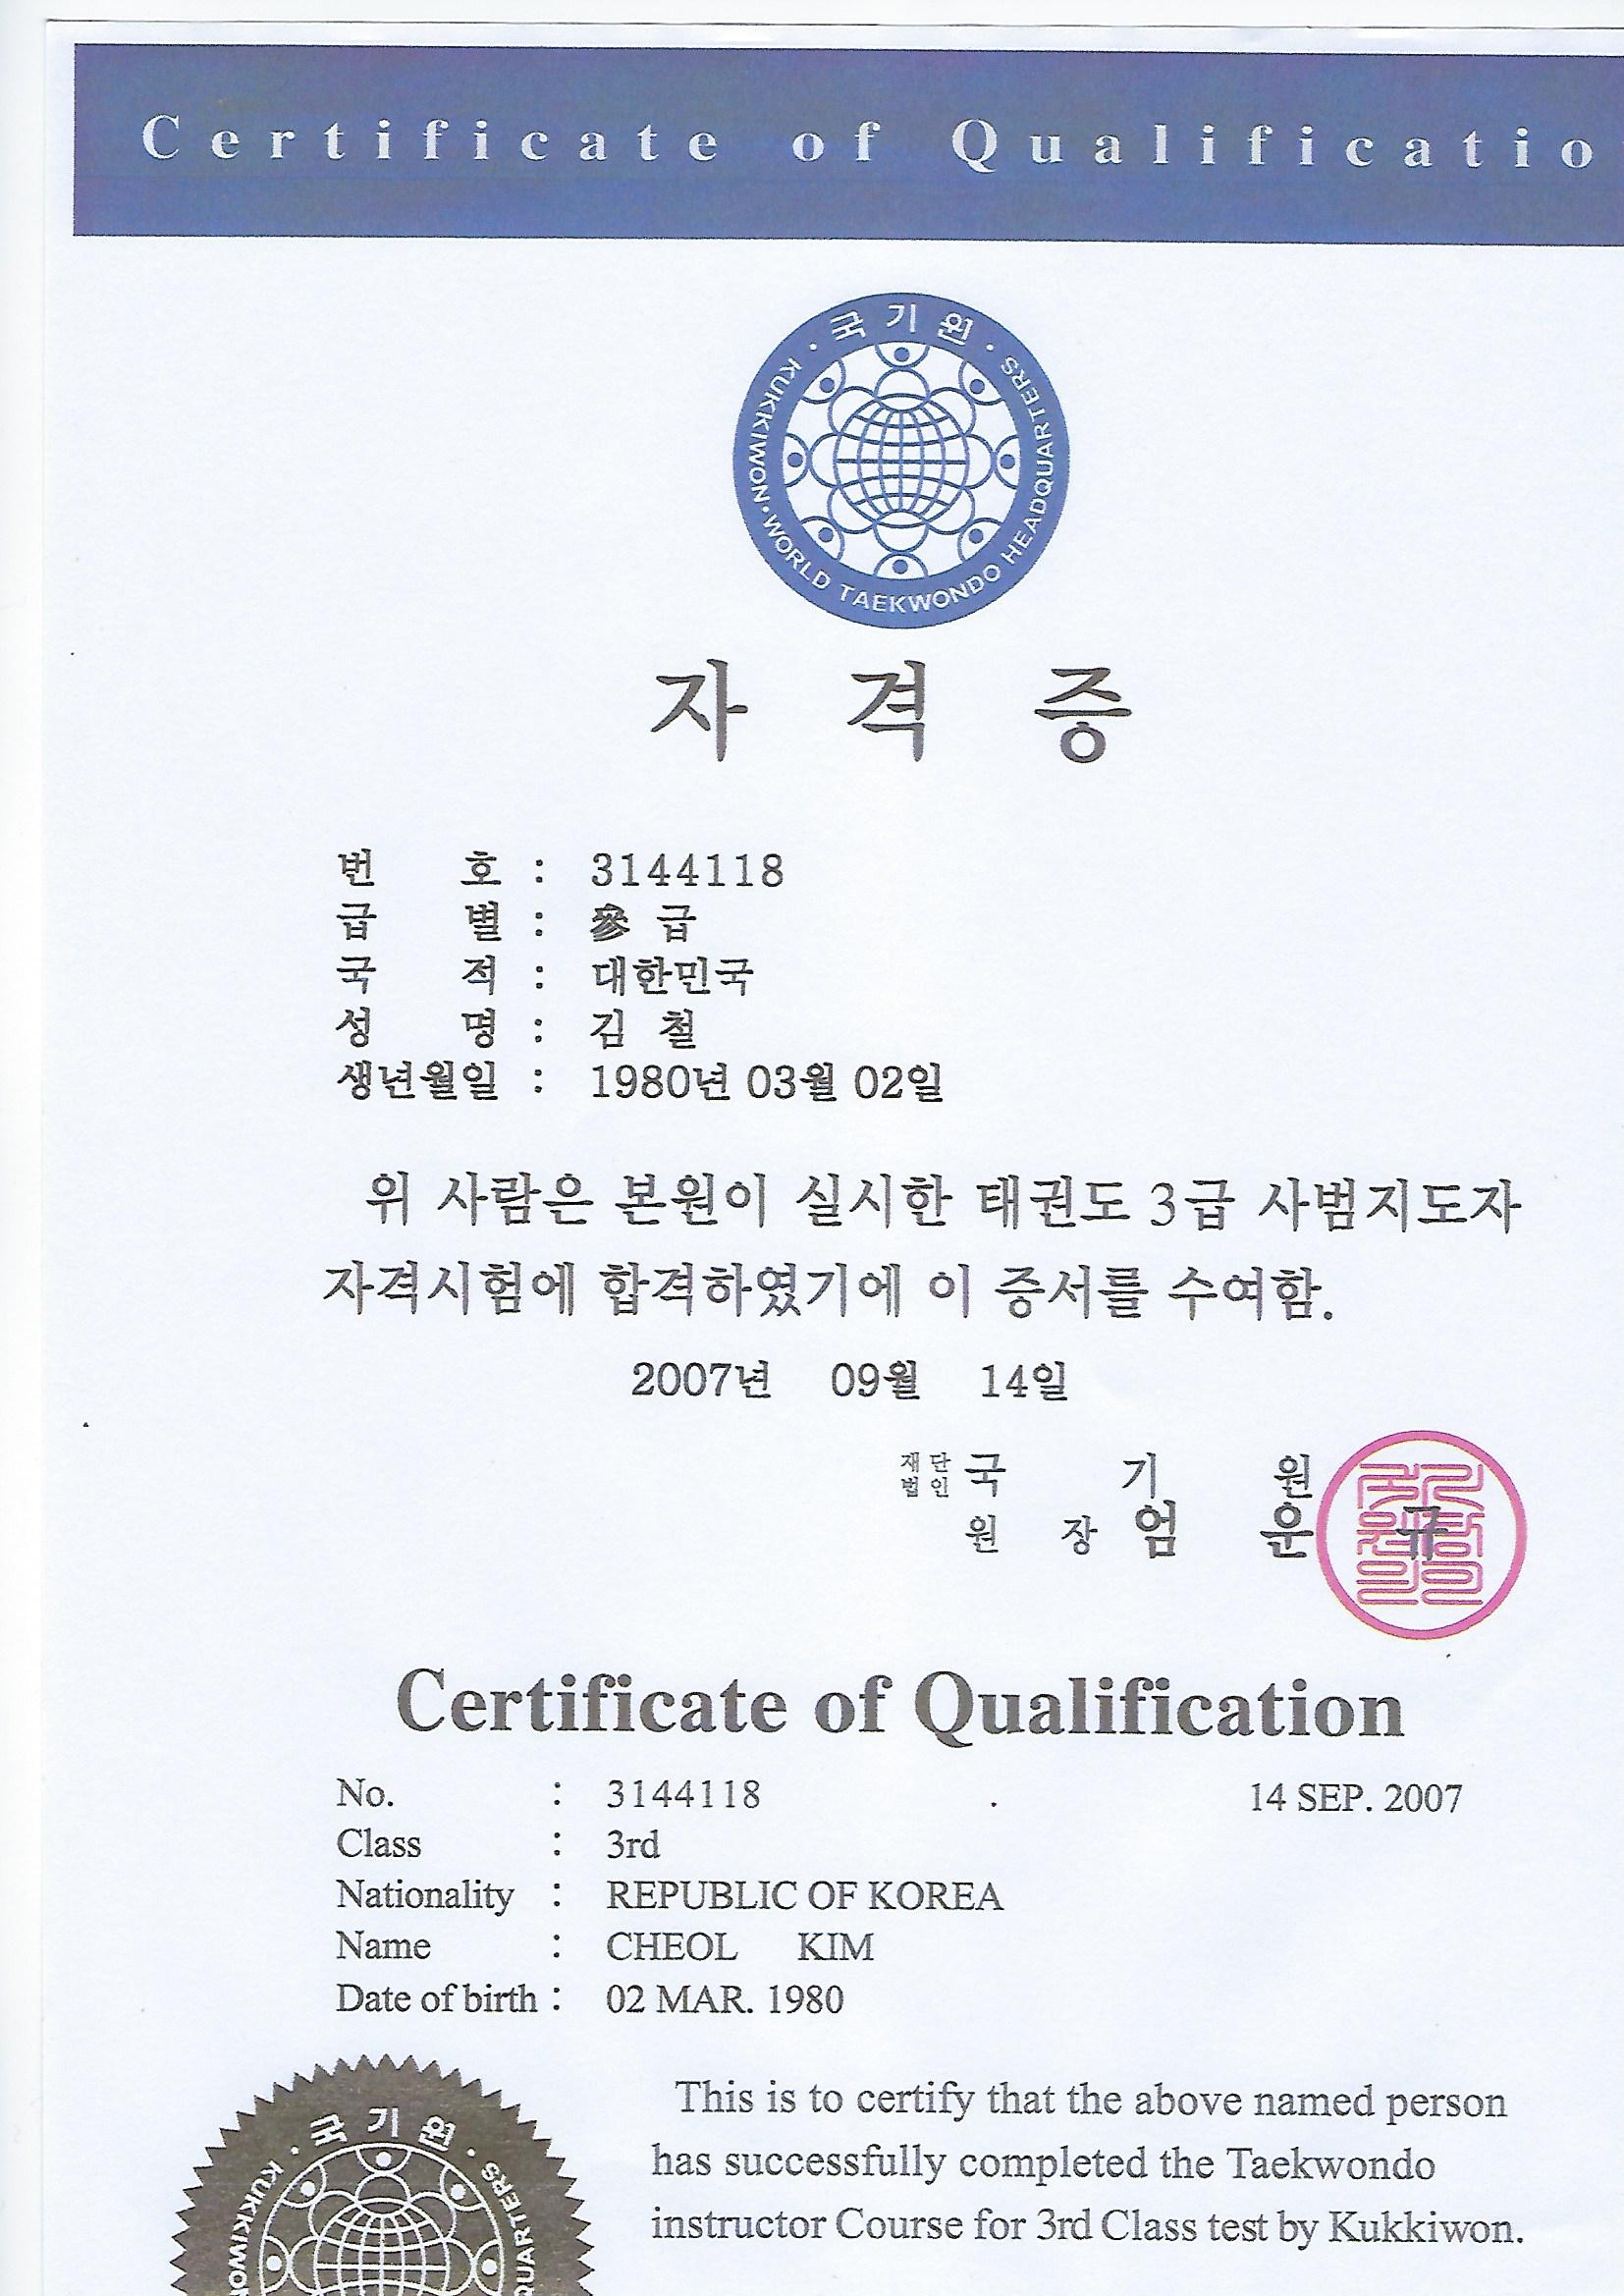 Certificate of Qualificatio
· 국기원 ·
KUKKIWON · WORLD TAEKWONDO HEADQUARTERS
자 격 증
번 호 : 3144118
급 별 : 參 급
국 적 : 대한민국
성 명 : 김 철
생년월일 : 1980년 03월 02일
위 사람은 본원이 실시한 태권도 3급 사범지도자
자격시험에 합격하였기에 이 증서를 수여함.
2007년 09월 14일
재단법인 국 기 원
원 장 엄 운 규
Certificate of Qualification
No. : 3144118 14 SEP. 2007
Class : 3rd
Nationality : REPUBLIC OF KOREA
Name : CHEOL KIM
Date of birth : 02 MAR. 1980
This is to certify that the above named person
has successfully completed the Taekwondo
instructor Course for 3rd Class test by Kukkiwon.
· 국기원 ·
KUKKIWON QUARTERS